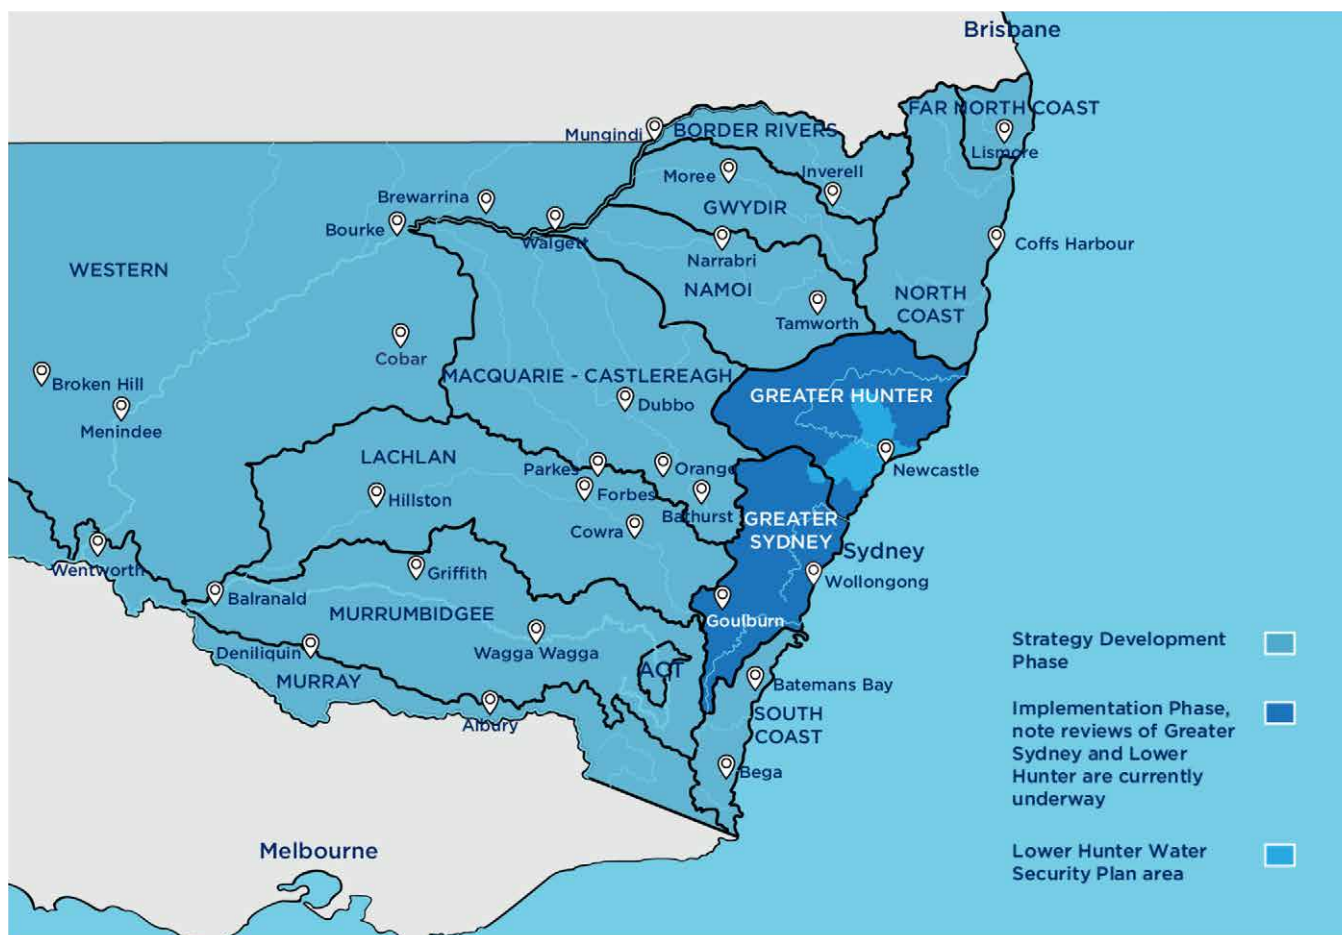 Brisbane
FAR NORTH COAST
Mungindi
BORDER RIVERS
Lismore
Moree
Inverell
Brewarrina
GWYDIR
Bourke
Walgett
Coffs Harbour
Narrabri
WESTERN
NAMOI
NORTH
COAST
Tamworth
Cobar
MACQUARIE - CASTLEREAGH
Broken Hill
GREATER HUNTER
Dubbo
Menindee
LACHLAN
Parkes
Orange
Newcastle
Hillston
Forbes
Bathurst
GREATER
SYDNEY
Cowra
Sydney
Wentworth
Griffith
Wollongong
Balranald
MURRUMBIDGEE
Goulburn
Deniliquin
Wagga Wagga
ACT
MURRAY
Batemans Bay
Albury
SOUTH
COAST
Bega
Melbourne
Strategy Development
Phase
Implementation Phase,
note reviews of Greater
Sydney and Lower
Hunter are currently
underway
Lower Hunter Water
Security Plan area